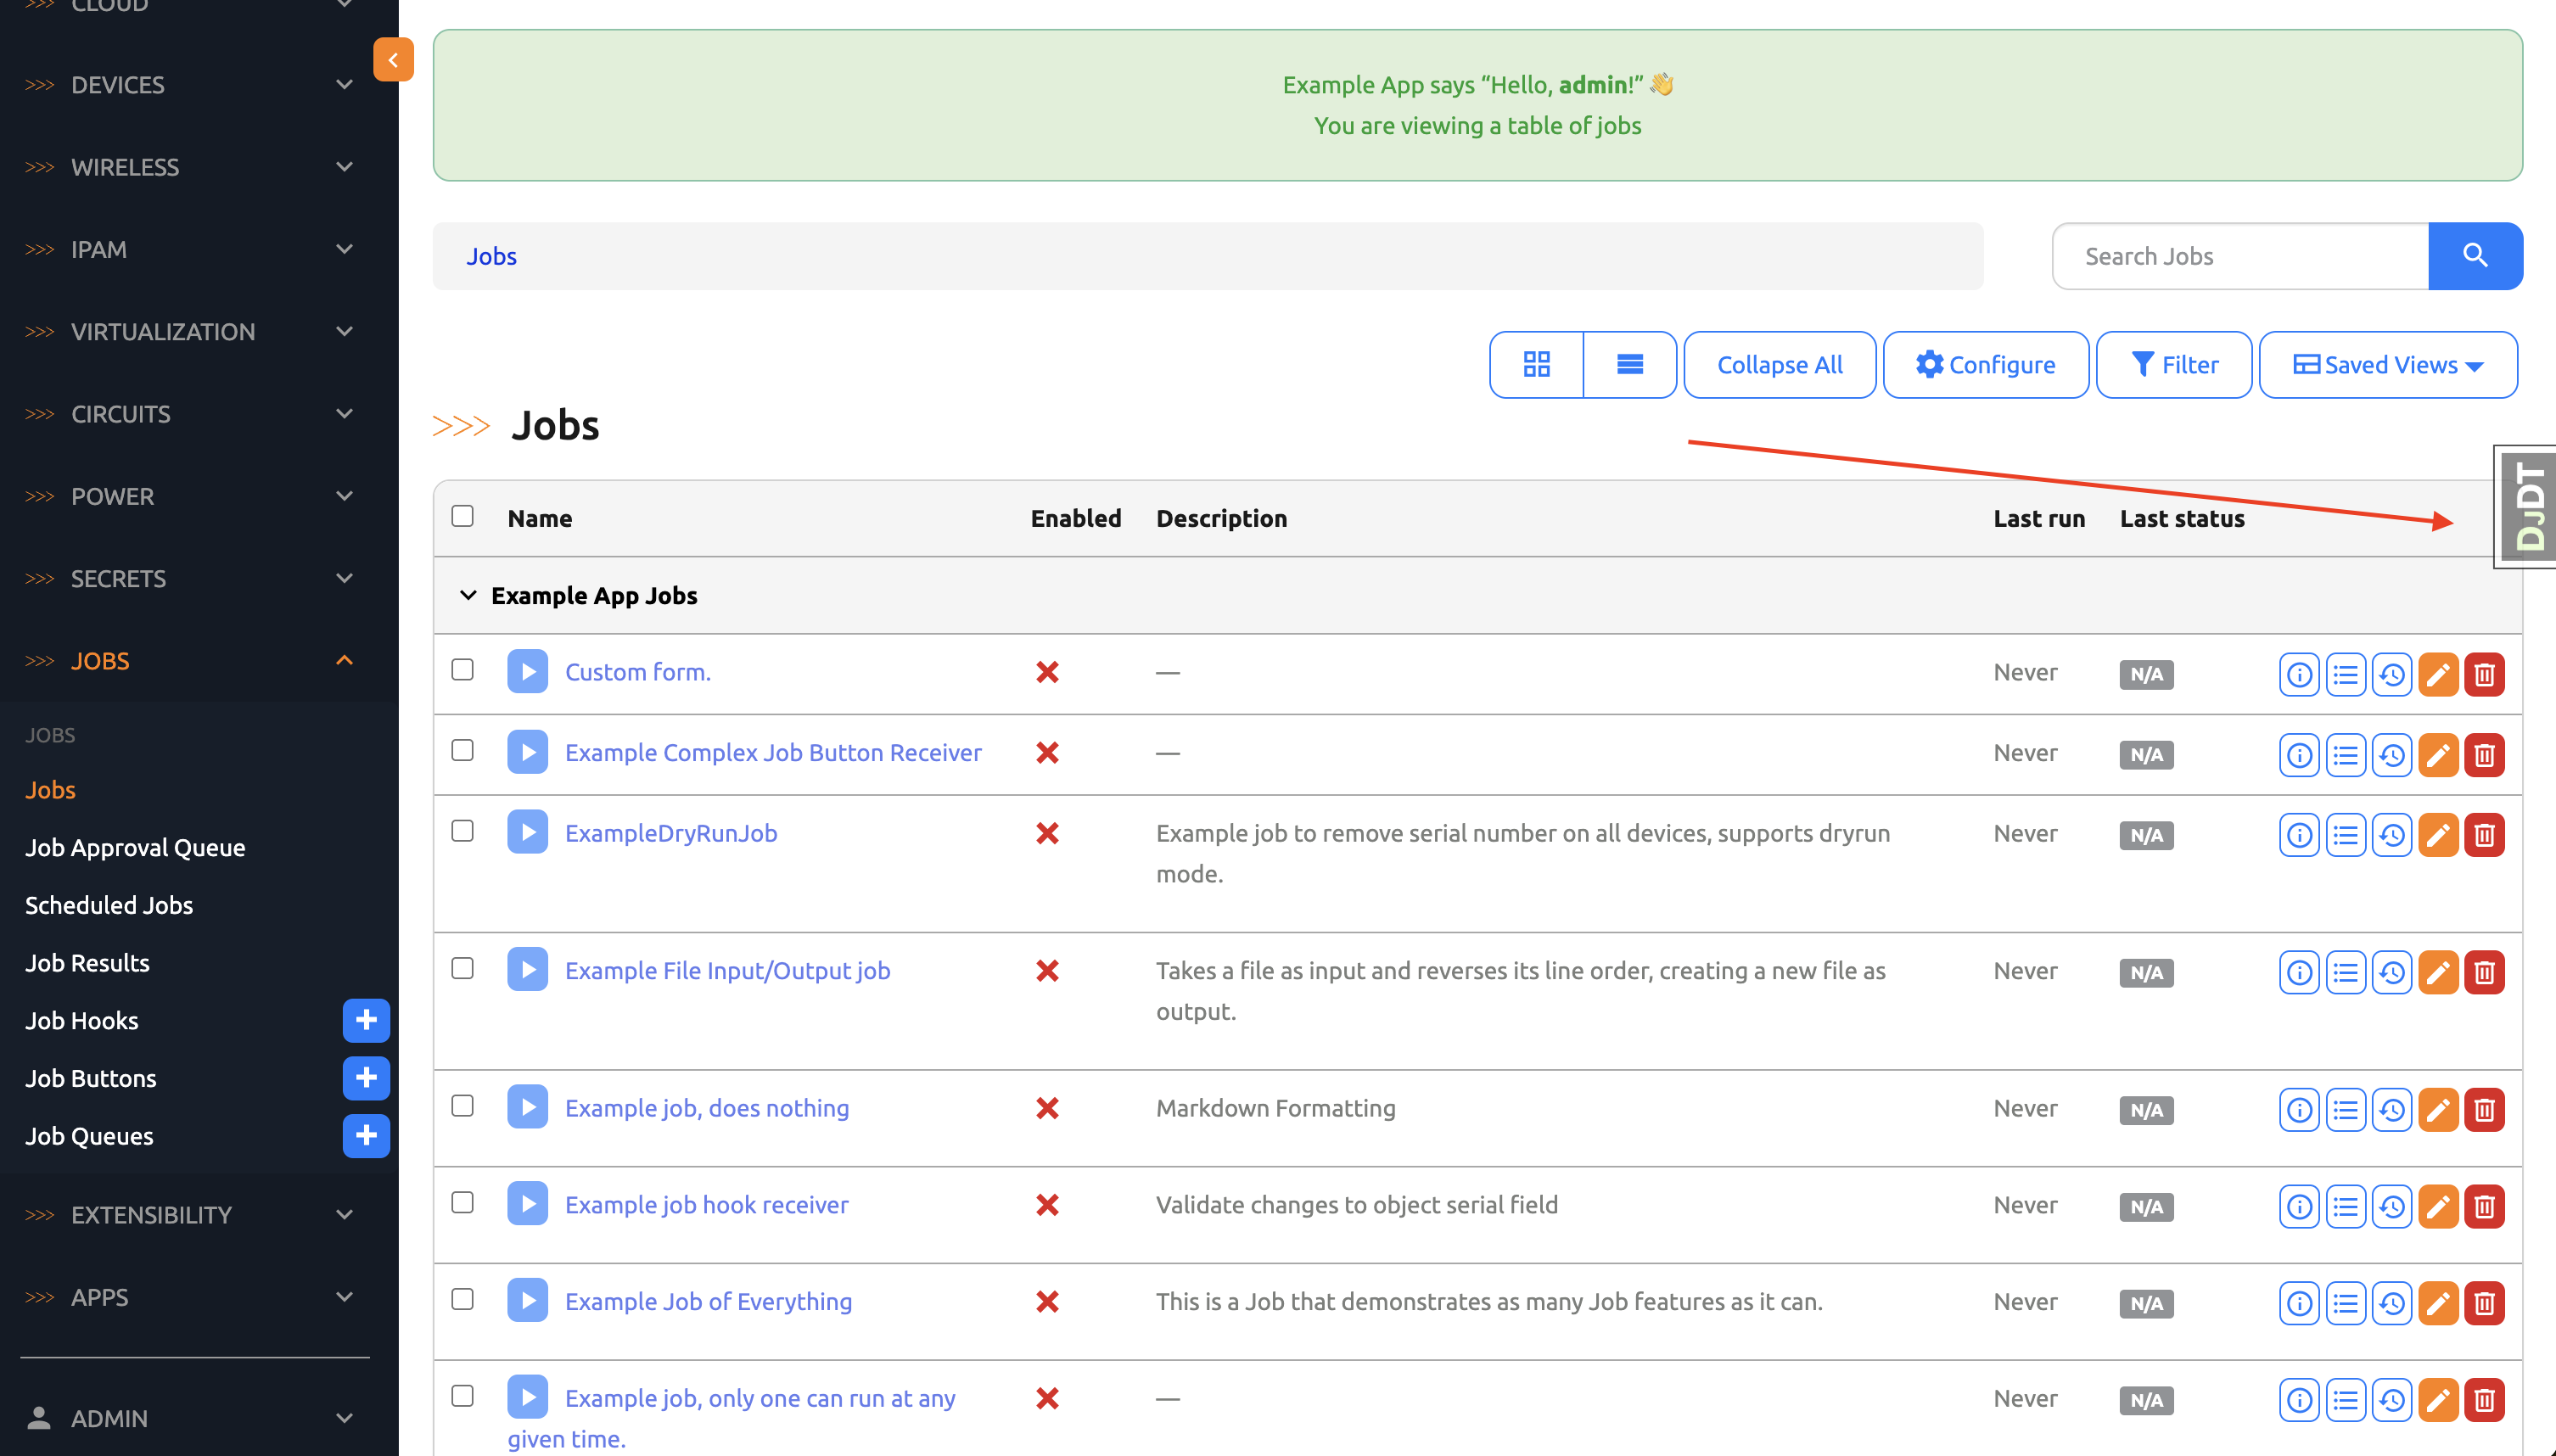 CLOUD
DEVICES
WIRELESS
IPAM
VIRTUALIZATION
CIRCUITS
POWER
SECRETS
JOBS
JOBS
Jobs
Job Approval Queue
Scheduled Jobs
Job Results
Job Hooks
Job Buttons
Job Queues
EXTENSIBILITY
APPS
ADMIN
Example App says “Hello, admin!” 👋
You are viewing a table of jobs
Jobs
Search Jobs
Collapse All
Configure
Filter
Saved Views
>>> Jobs
DJDT
Name Enabled Description Last run Last status
Example App Jobs
Custom form. — Never N/A
Example Complex Job Button Receiver — Never N/A
ExampleDryRunJob Example job to remove serial number on all devices, supports dryrun Never N/A
mode.
Example File Input/Output job Takes a file as input and reverses its line order, creating a new file as Never N/A
output.
Example job, does nothing Markdown Formatting Never N/A
Example job hook receiver Validate changes to object serial field Never N/A
Example Job of Everything This is a Job that demonstrates as many Job features as it can. Never N/A
Example job, only one can run at any — Never N/A
given time.